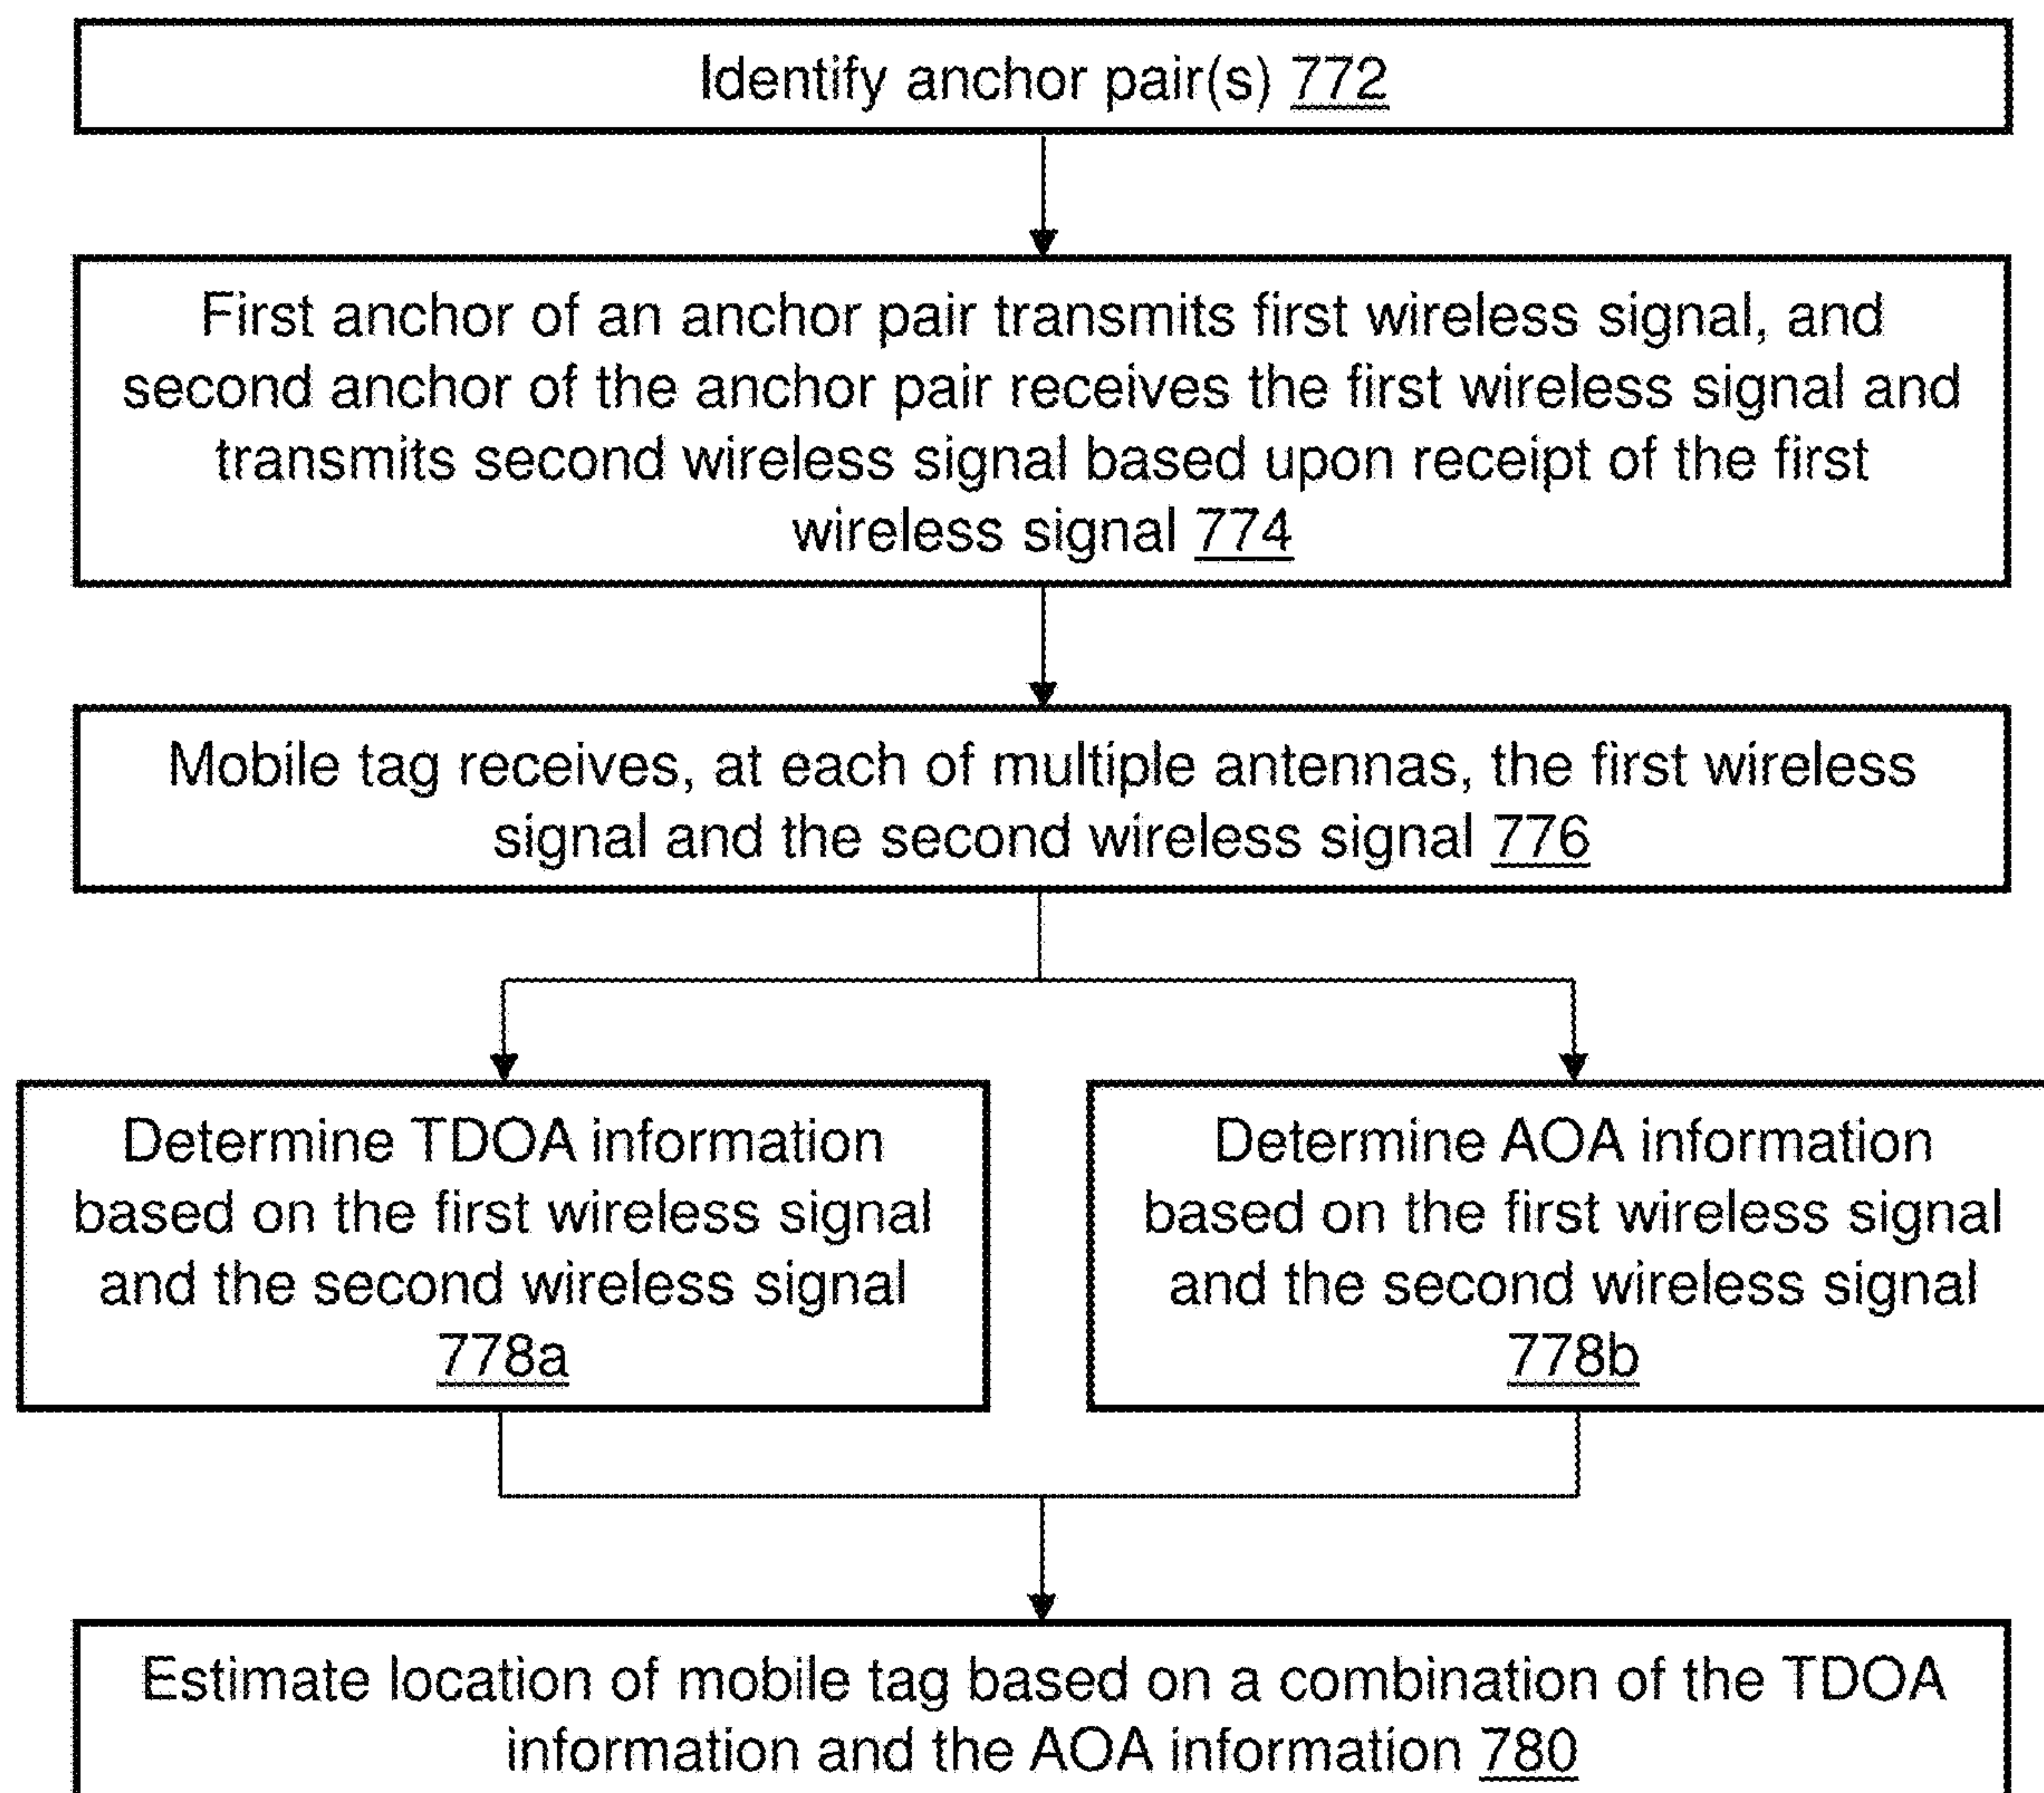 Identify anchor pair(s) 772
First anchor of an anchor pair transmits first wireless signal, and
second anchor of the anchor pair receives the first wireless signal and
transmits second wireless signal based upon receipt of the first
wireless signal 774
Mobile tag receives, at each of multiple antennas, the first wireless
signal and the second wireless signal 776
Determine TDOA information
based on the first wireless signal
and the second wireless signal
778a
Determine AOA information
based on the first wireless signal
and the second wireless signal
778b
Estimate location of mobile tag based on a combination of the TDOA
information and the AOA information 780